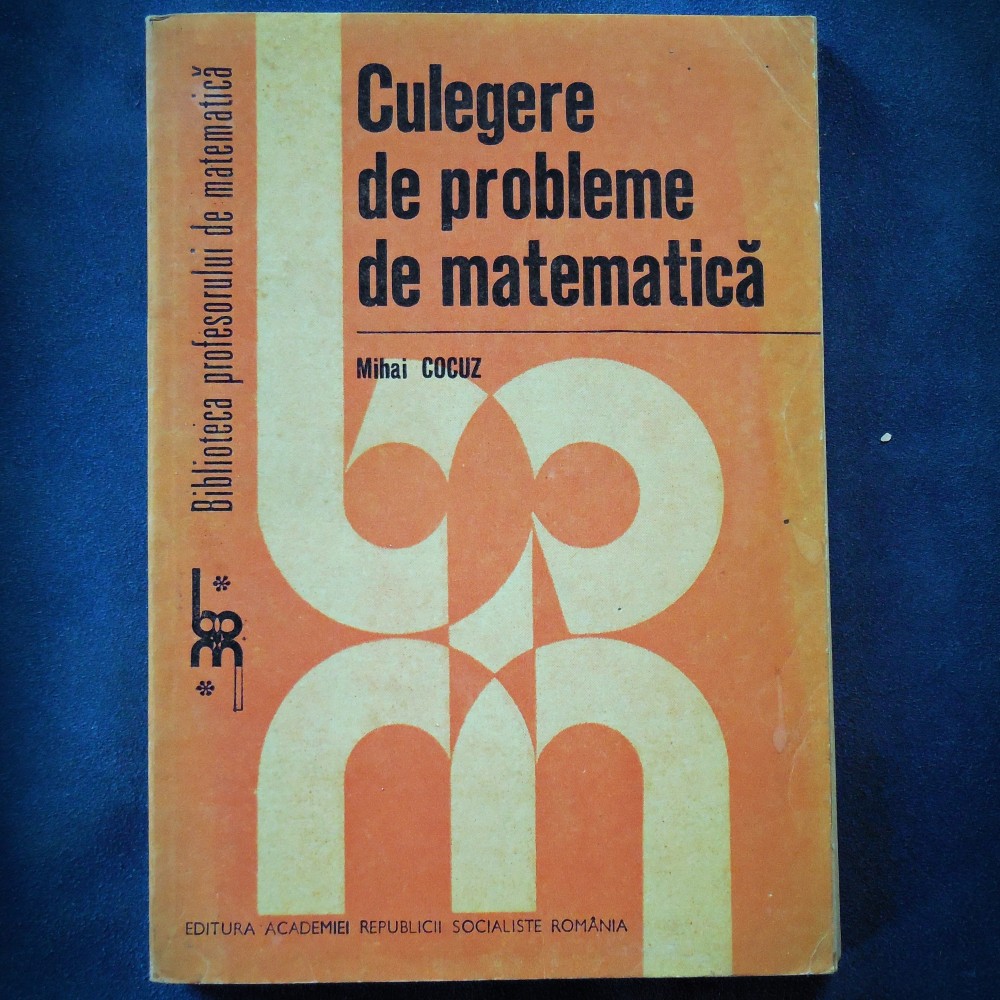 Culegere
de probleme
de matematică
Mihai COCUZ
Biblioteca profesorului de matematică
EDITURA ACADEMIEI REPUBLICII SOCIALISTE ROMÂNIA